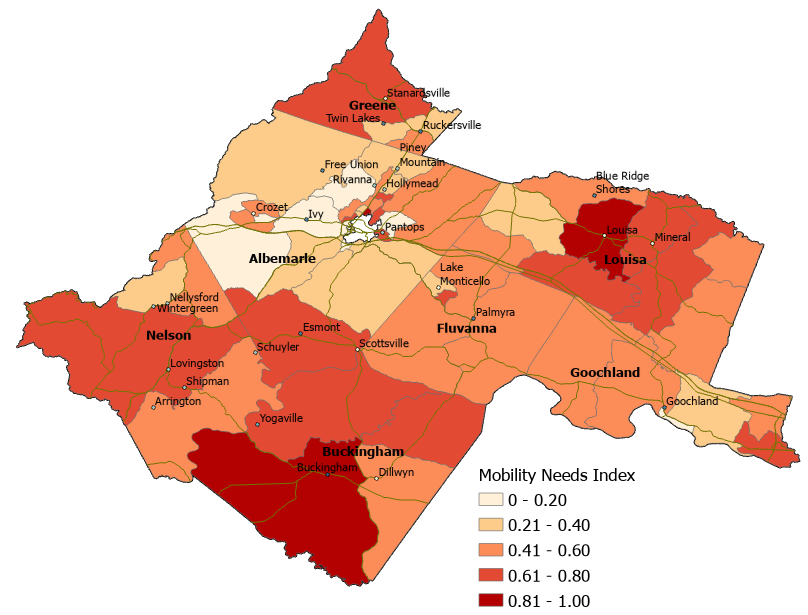 Stanardsville
Greene
Twin Lakes
Ruckersville
Piney
Mountain
Free Union
Rivanna
Hollymead
Blue Ridge
Shores
Crozet
Ivy
Pantops
Louisa
Mineral
Albemarle
Louisa
Lake
Monticello
Nellysford
Wintergreen
Palmyra
Esmont
Fluvanna
Nelson
Scottsville
Schuyler
Lovingston
Goochland
Shipman
Arrington
Goochland
Yogaville
Buckingham
Buckingham
Dillwyn
Mobility Needs Index
0 - 0.20
0.21 - 0.40
0.41 - 0.60
0.61 - 0.80
0.81 - 1.00